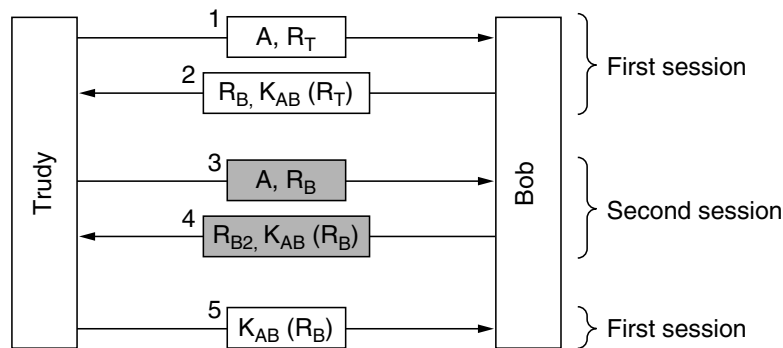 1
A, R_T
First session
2
R_B, K_AB (R_T)
Trudy
Bob
3
A, R_B
Second session
4
R_B2, K_AB (R_B)
5
K_AB (R_B)
First session